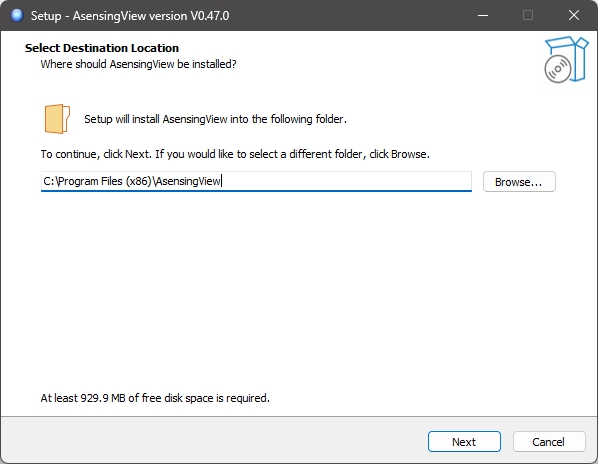 Setup - AsensingView version V0.47.0
Select Destination Location
Where should AsensingView be installed?
Setup will install AsensingView into the following folder.
To continue, click Next. If you would like to select a different folder, click Browse.
C:\Program Files (x86)\AsensingView
Browse...
At least 929.9 MB of free disk space is required.
Next
Cancel